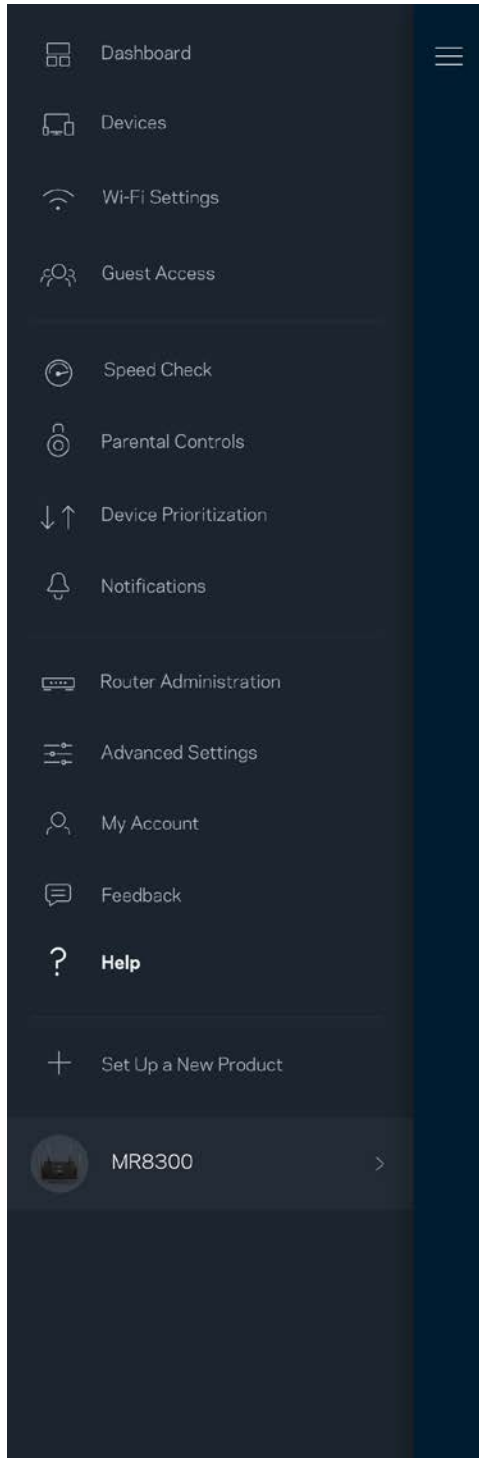 Dashboard
Devices
Wi-Fi Settings
Guest Access
Speed Check
Parental Controls
Device Prioritization
Notifications
Router Administration
Advanced Settings
My Account
Feedback
? Help
Set Up a New Product
MR8300